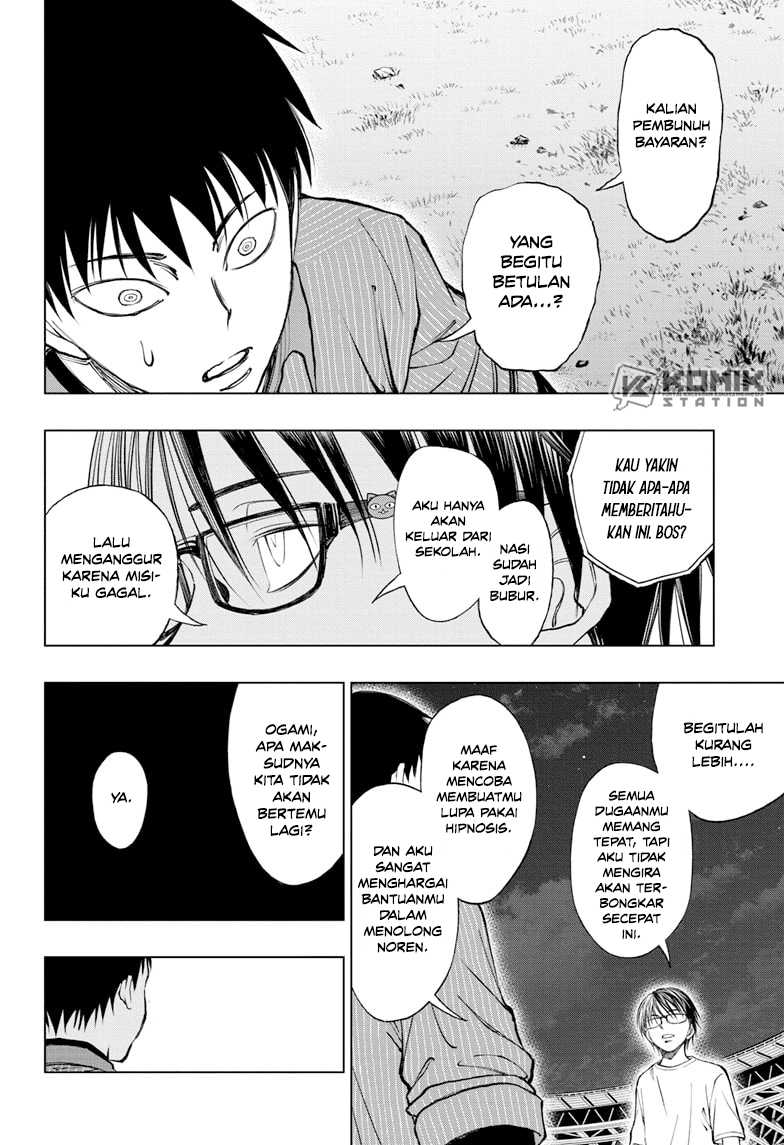 KALIAN
PEMBUNUH
BAYARAN?
YANG
BEGITU
BETULAN
ADA...?
KOMIK
STATION
KAU YAKIN
TIDAK APA-APA
MEMBERITAHU-
KAN INI. BOS?
NASI
SUDAH
JADI
BUBUR.
AKU HANYA
AKAN
KELUAR DARI
SEKOLAH.
LALU
MENGANGGUR
KARENA MISI-
KU GAGAL.
BEGITULAH
KURANG
LEBIH....
SEMUA
DUGAANMU
MEMANG
TEPAT, TAPI
AKU TIDAK
MENGIRA
AKAN TER-
BONGKAR
SECEPAT
INI.
MAAF
KARENA
MENCOBA
MEMBUATMU
LUPA PAKAI
HIPNOSIS.
DAN AKU
SANGAT
MENGHARGAI
BANTUANMU
DALAM
MENOLONG
NOREN.
OGAMI,
APA MAK-
SUDNYA
KITA TIDAK
AKAN
BERTEMU
LAGI?
YA.